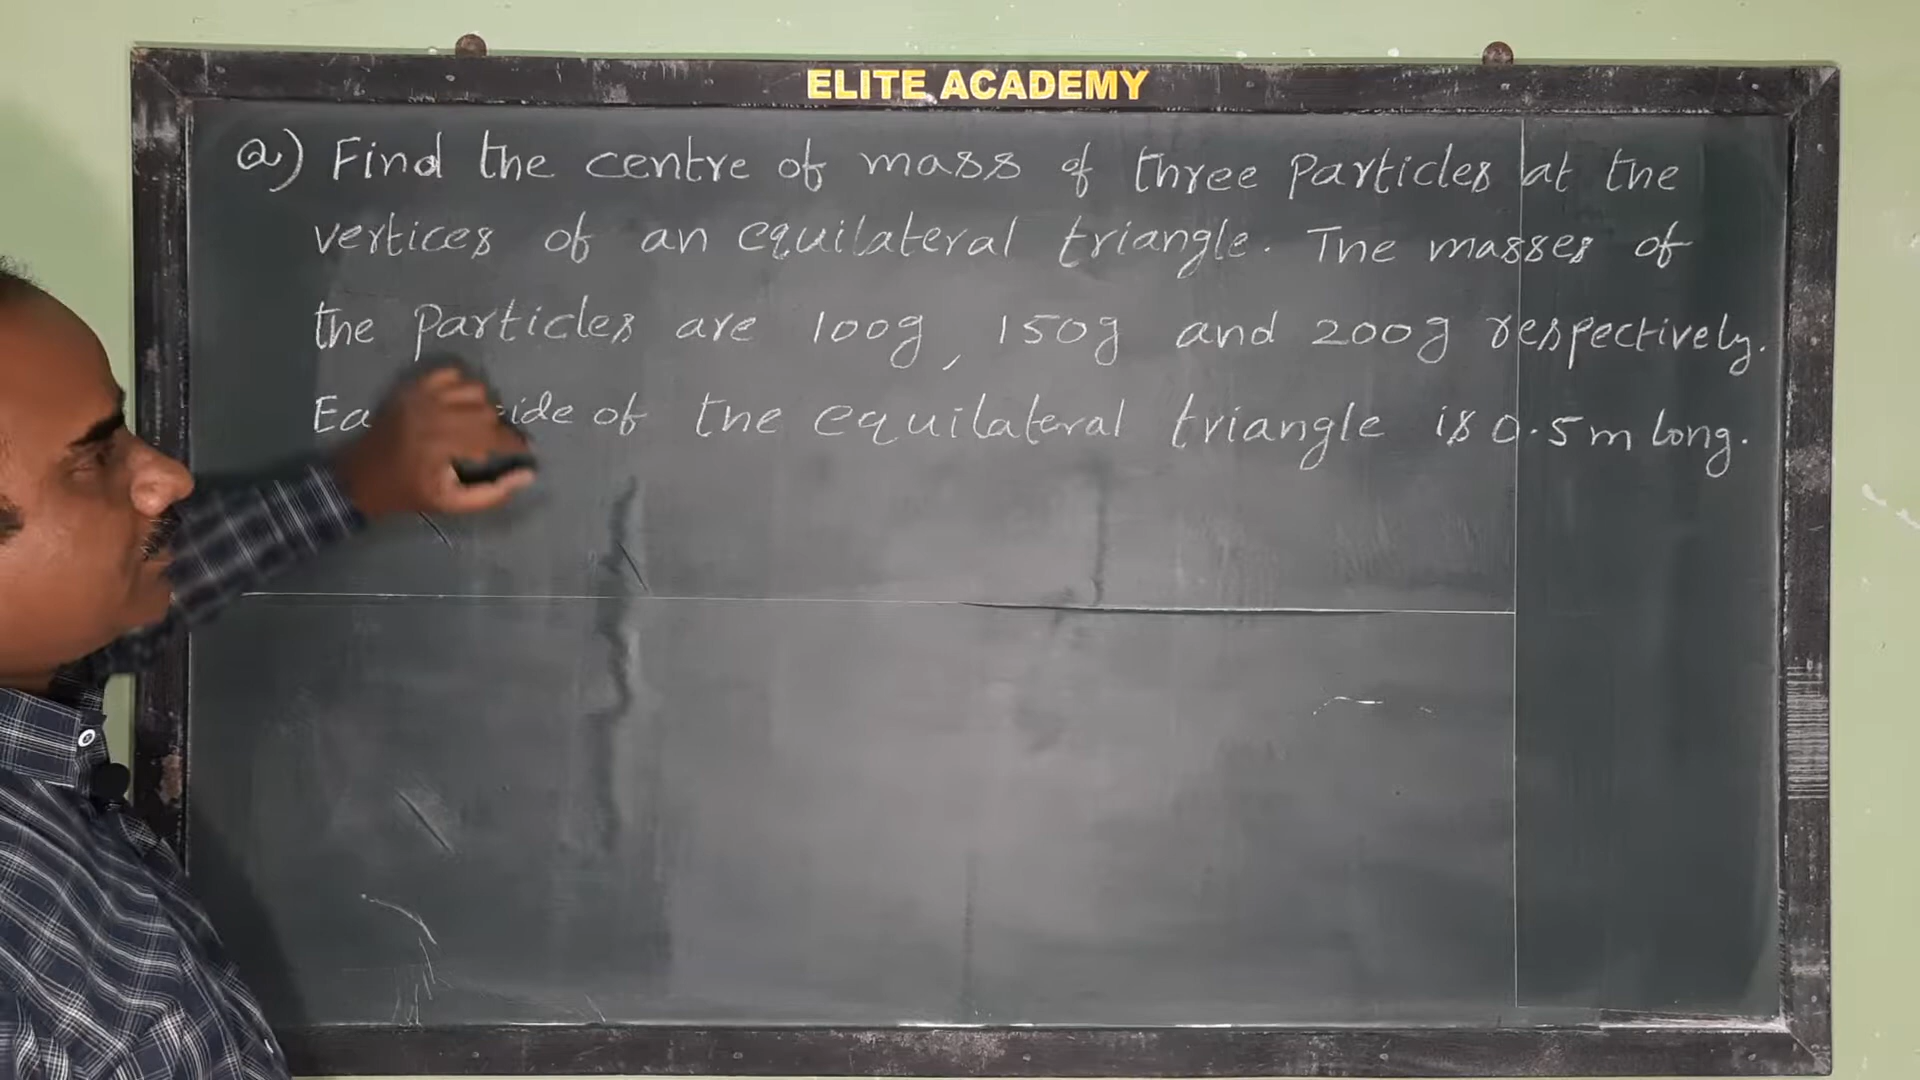 ELITE ACADEMY
Q) Find the centre of mass of three particles at the
vertices of an equilateral triangle. The masses of
the particles are 100g, 150g and 200g respectively.
Ea ide of the equilateral triangle is 0.5m long.